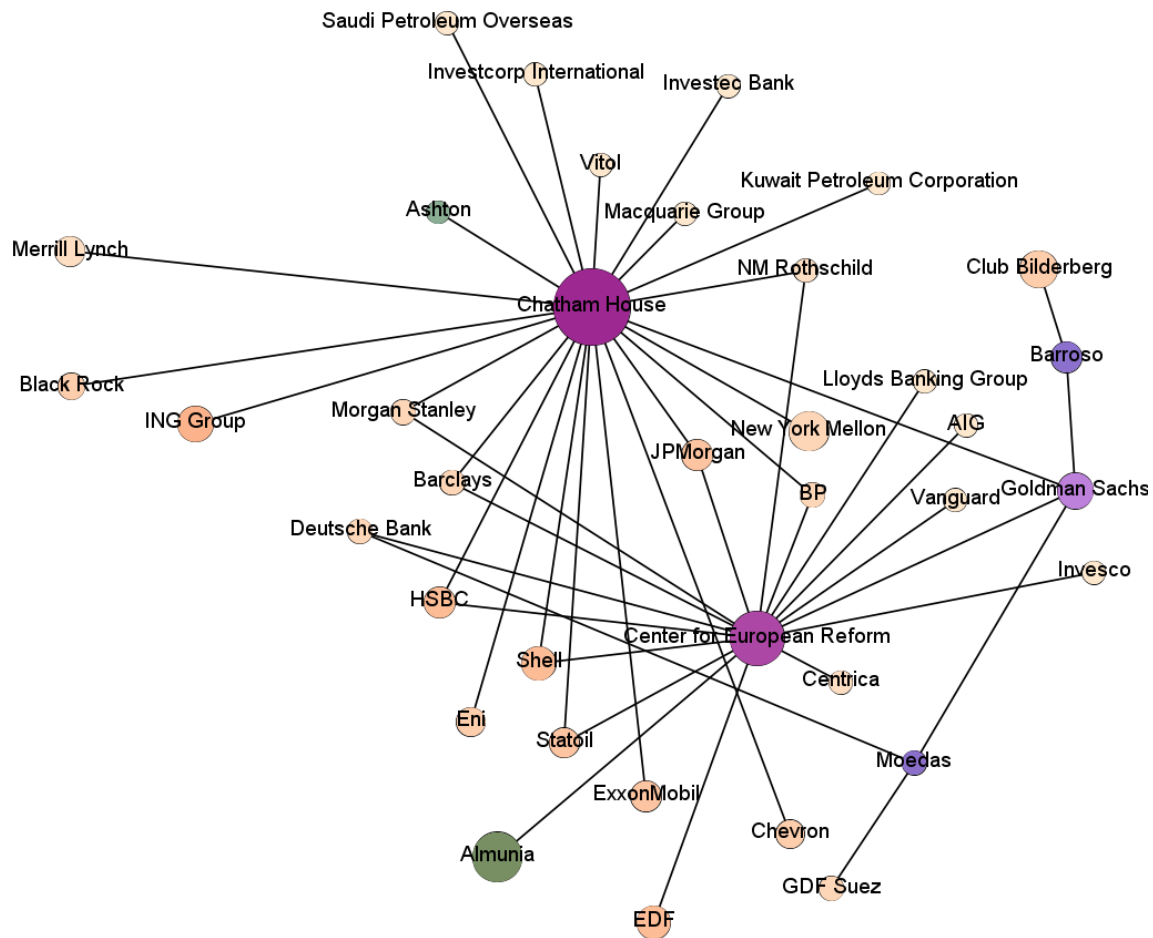 Saudi Petroleum Overseas
Investcorp International
Investec Bank
Vitol
Kuwait Petroleum Corporation
Ashton
Macquarie Group
Merrill Lynch
NM Rothschild
Club Bilderberg
Chatham House
Barroso
Black Rock
Lloyds Banking Group
Morgan Stanley
ING Group
New York Mellon
AIG
JPMorgan
Barclays
BP
Vanguard
Goldman Sachs
Deutsche Bank
Invesco
HSBC
Center for European Reform
Shell
Centrica
Eni
Statoil
Moedas
ExxonMobil
Chevron
Almunia
GDF Suez
EDF